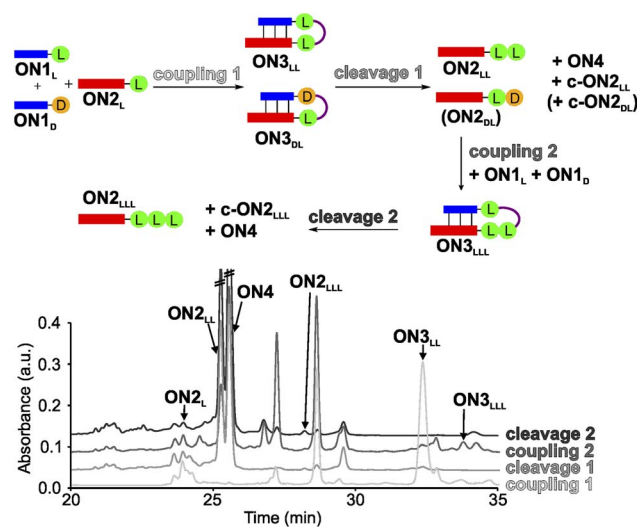 ON1L
+
ON1D
+
ON2L
coupling 1
ON3LL
ON3DL
cleavage 1
ON2LL
(ON2DL)
+ ON4
+ c-ON2LL
(+ c-ON2DL)
coupling 2
+ ON1L + ON1D
ON3LLL
cleavage 2
ON2LLL
+ c-ON2LLL
+ ON4
L
D
L
L
L
D
L
L L
L D
L
L L
L L L
ON2LL
ON4
ON2LLL
ON2L
ON3LL
ON3LLL
cleavage 2
coupling 2
cleavage 1
coupling 1
Absorbance (a.u.)
0.4
0.3
0.2
0.1
0.0
20
25
30
35
Time (min)